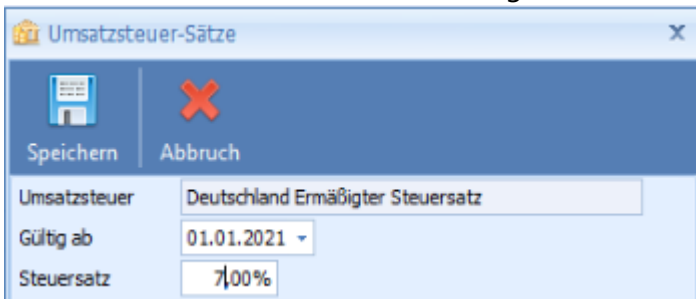 Umsatzsteuer-Sätze
Speichern Abbruch
Umsatzsteuer Deutschland Ermäßigter Steuersatz
Gültig ab 01.01.2021
Steuersatz 7,00%